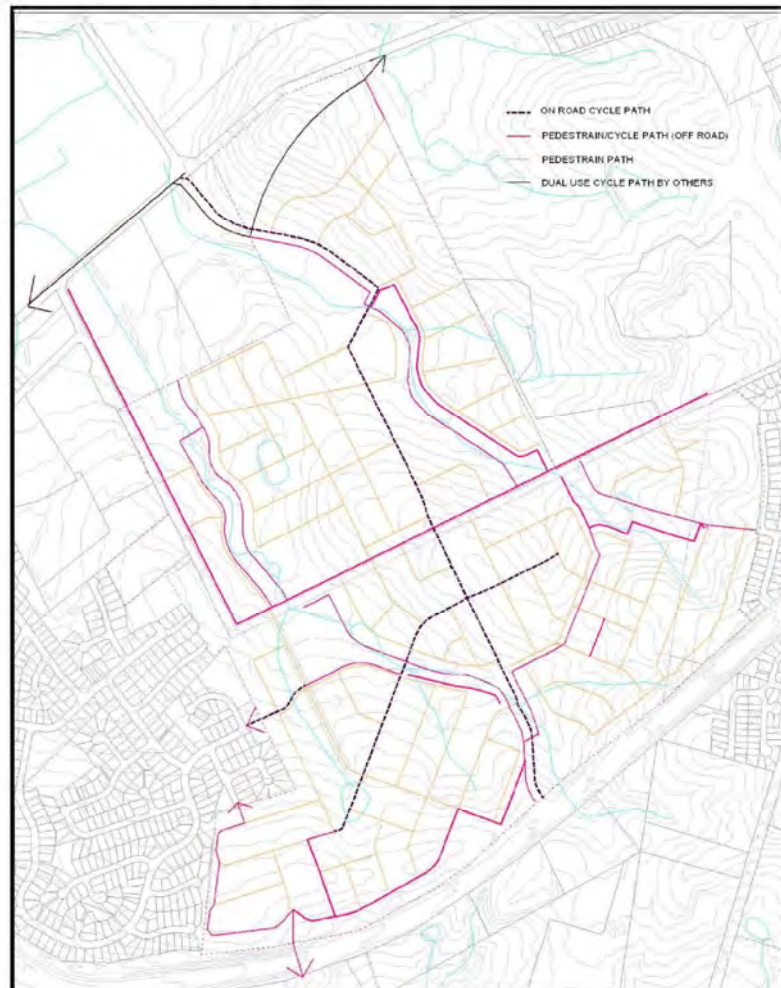 ON ROAD CYCLE PATH
PEDESTRAIN/CYCLE PATH (OFF ROAD)
PEDESTRAIN PATH
DUAL USE CYCLE PATH BY OTHERS